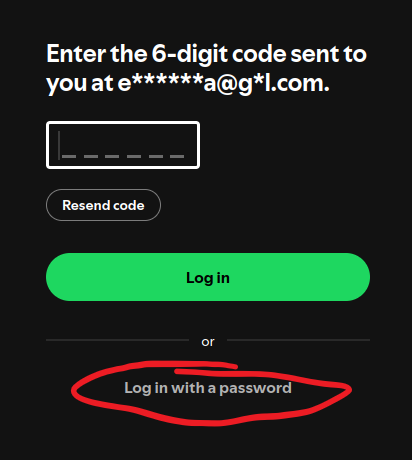 Enter the 6-digit code sent to
you at e******a@g*l.com.
Resend code
Log in
or
Log in with a password